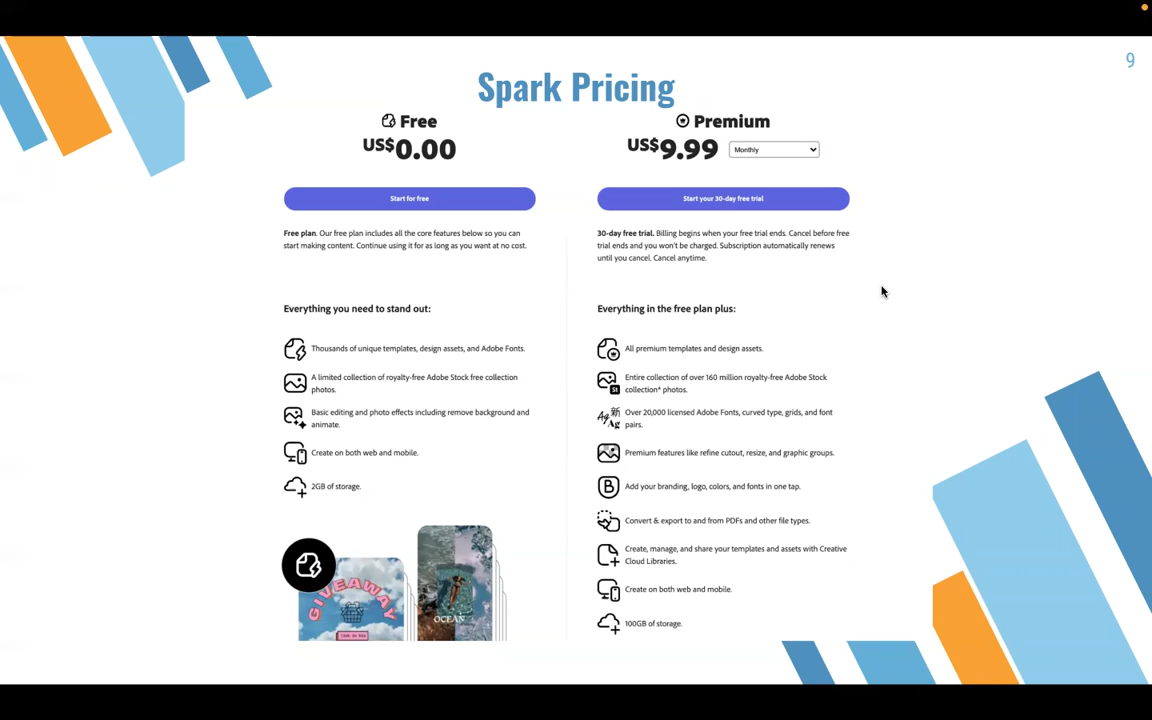 9
Spark Pricing
Free
US$0.00
Start for free
Free plan. Our free plan includes all the core features below so you can
start making content. Continue using it for as long as you want at no cost.
Everything you need to stand out:
Thousands of unique templates, design assets, and Adobe Fonts.
A limited collection of royalty-free Adobe Stock free collection
photos.
Basic editing and photo effects including remove background and
animate.
Create on both web and mobile.
2GB of storage.
GIVEAWAY
OCEAN
Premium
US$9.99
Monthly
Start your 30-day free trial
30-day free trial. Billing begins when your free trial ends. Cancel before free
trial ends and you won't be charged. Subscription automatically renews
until you cancel. Cancel anytime.
Everything in the free plan plus:
All premium templates and design assets.
Entire collection of over 160 million royalty-free Adobe Stock
collection* photos.
St
Over 20,000 licensed Adobe Fonts, curved type, grids, and font
pairs.
Premium features like refine cutout, resize, and graphic groups.
B
Add your branding, logo, colors, and fonts in one tap.
Convert & export to and from PDFs and other file types.
Create, manage, and share your templates and assets with Creative
Cloud Libraries.
Create on both web and mobile.
100GB of storage.